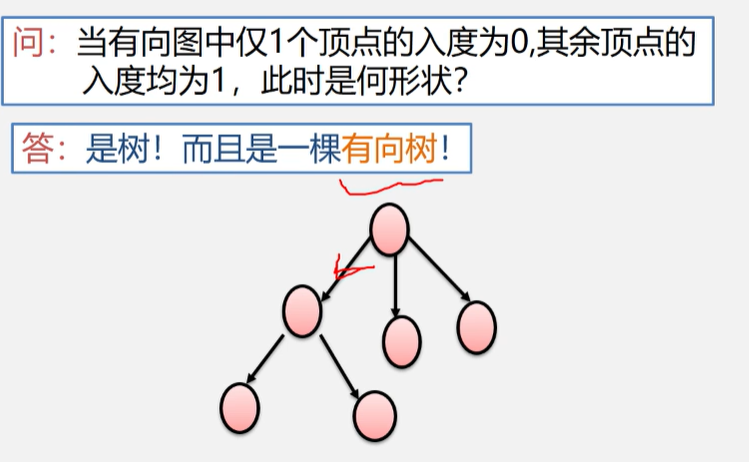 问：当有向图中仅1个顶点的入度为0,其余顶点的
入度均为1，此时是何形状？
答：是树！而且是一棵有向树！